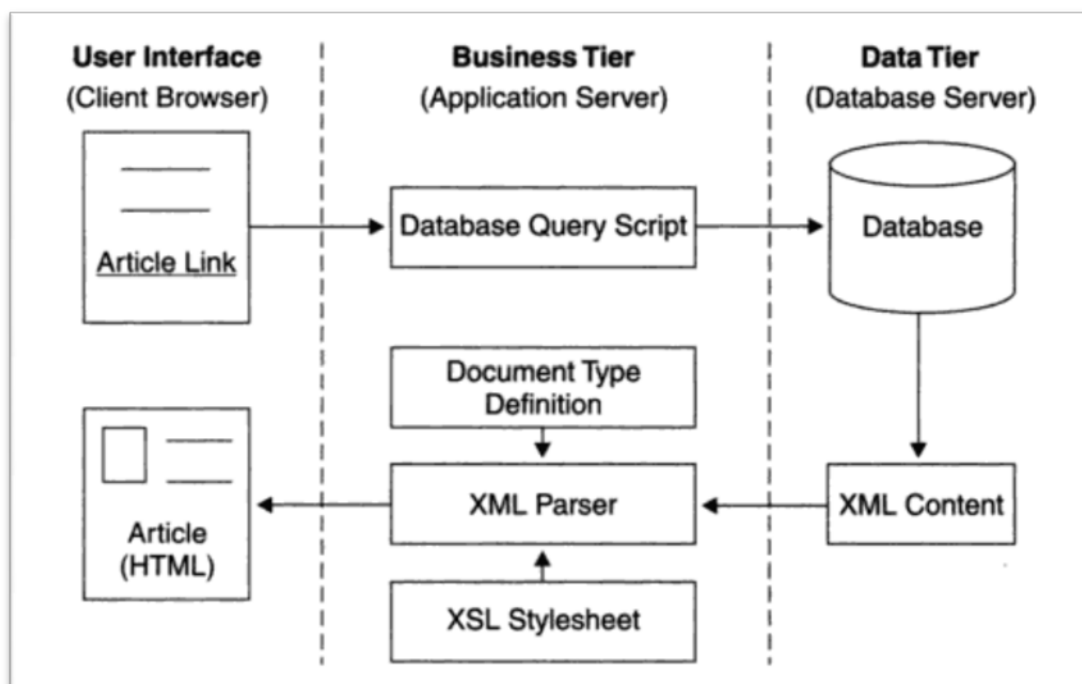 User Interface
(Client Browser)
Business Tier
(Application Server)
Data Tier
(Database Server)
Article Link
Database Query Script
Database
Document Type
Definition
Article
(HTML)
XML Parser
XML Content
XSL Stylesheet